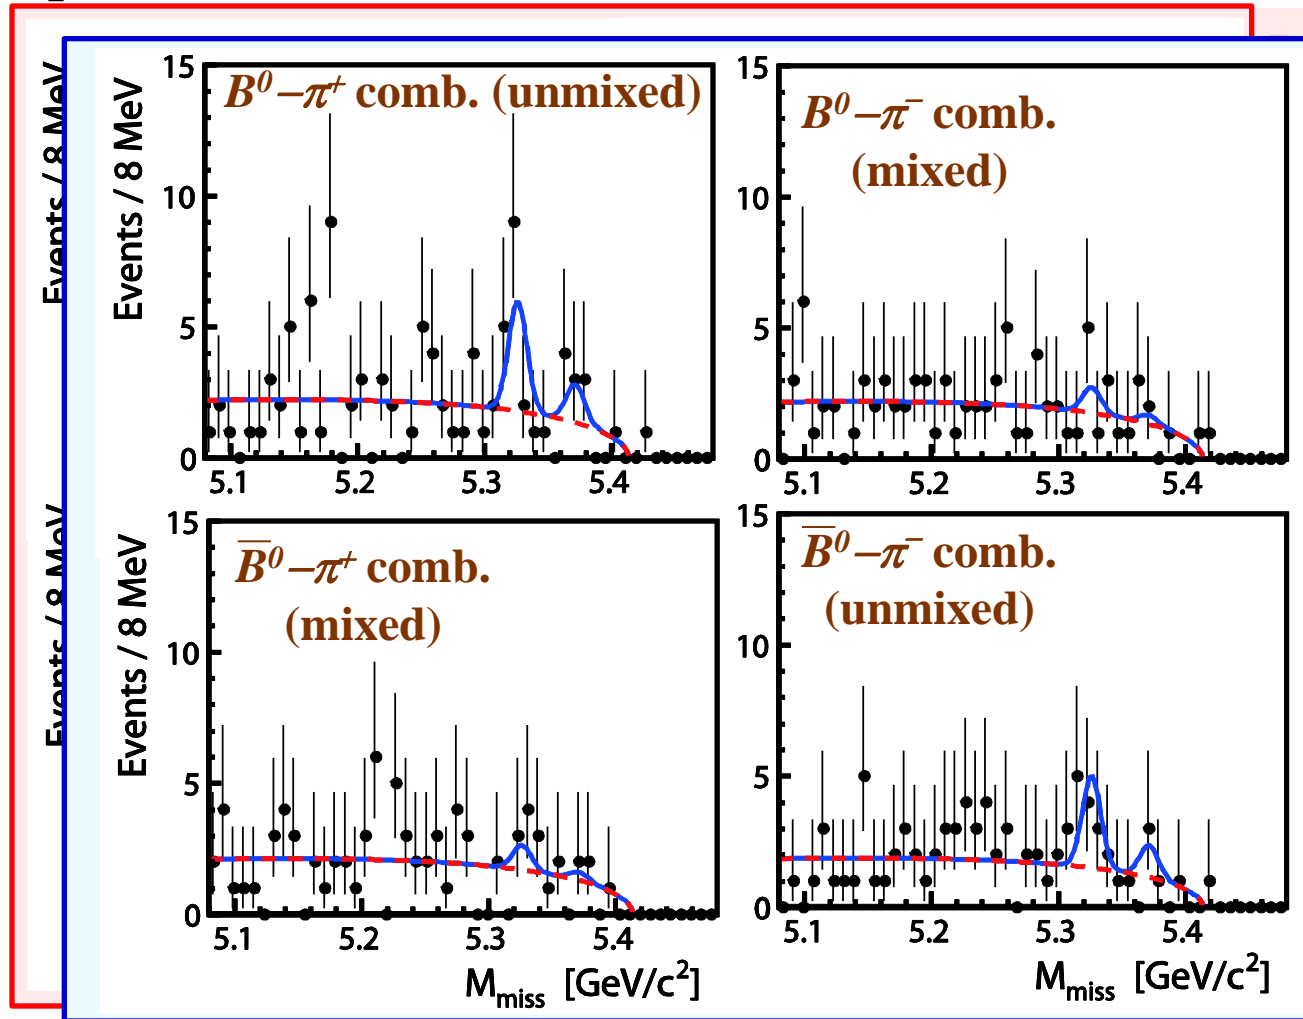 Events / 8 MeV
Events / 8 MeV
15
10
5
0
5.1 5.2 5.3 5.4
B⁰−π⁺ comb. (unmixed)
15
10
5
0
5.1 5.2 5.3 5.4
B⁰−π⁻ comb.
(mixed)
Events / 8 MeV
Events / 8 MeV
15
10
5
0
5.1 5.2 5.3 5.4
B̅⁰−π⁺ comb.
(mixed)
M_miss [GeV/c²]
15
10
5
0
5.1 5.2 5.3 5.4
B̅⁰−π⁻ comb.
(unmixed)
M_miss [GeV/c²]